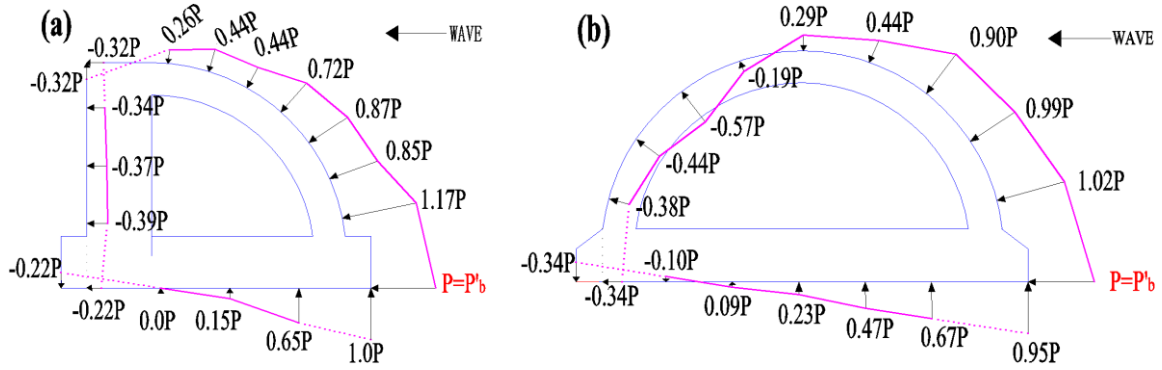 (a)
WAVE
0.26P
0.44P
0.44P
0.72P
0.87P
0.85P
1.17P
-0.32P
-0.32P
-0.34P
-0.37P
-0.39P
-0.22P
-0.22P
0.0P
0.15P
0.65P
1.0P
P=P'b
(b)
WAVE
0.29P
0.44P
0.90P
0.99P
1.02P
-0.19P
-0.57P
-0.44P
-0.38P
-0.34P
-0.34P
-0.10P
0.09P
0.23P
0.47P
0.67P
0.95P
P=P'b